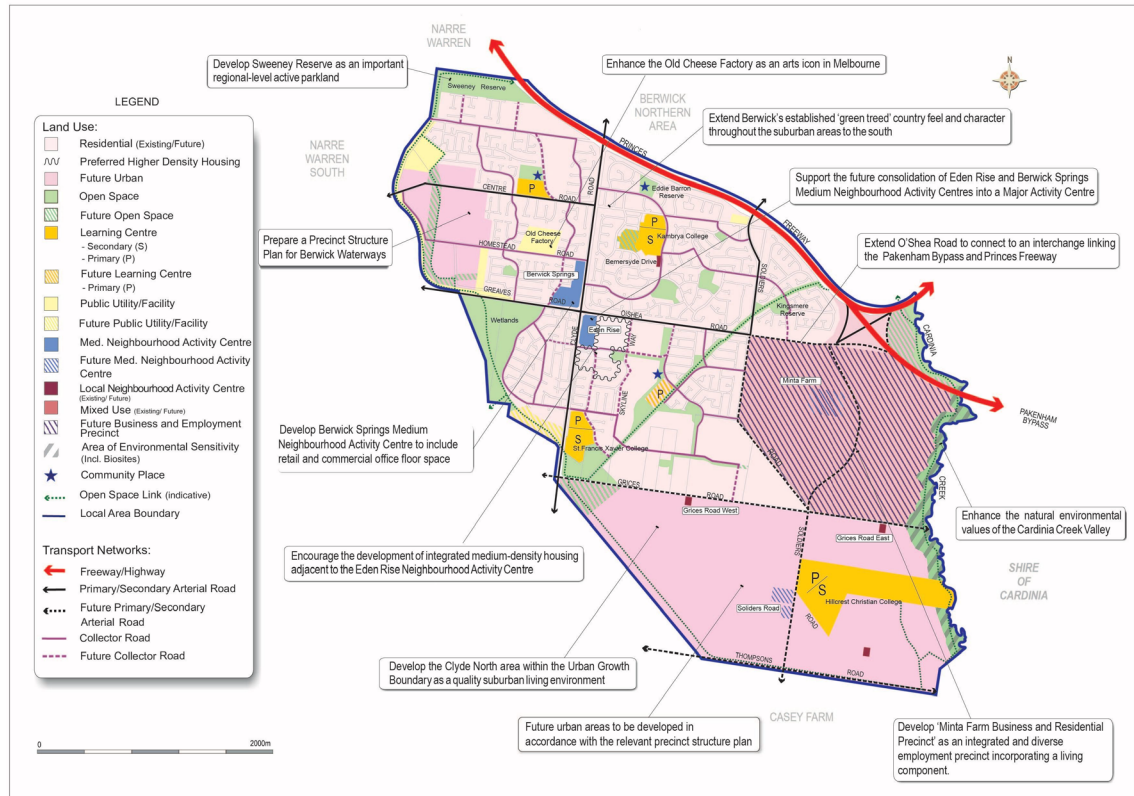 NARRE
WARREN
Develop Sweeney Reserve as an important
regional-level active parkland
Enhance the Old Cheese Factory as an arts icon in Melbourne
N
LEGEND
Land Use:
Residential (Existing/Future)
Preferred Higher Density Housing
Future Urban
Open Space
Future Open Space
Learning Centre
- Secondary (S)
- Primary (P)
Future Learning Centre
- Primary (P)
Public Utility/Facility
Future Public Utility/Facility
Med. Neighbourhood Activity Centre
Future Med. Neighbourhood Activity
Centre
Local Neighbourhood Activity Centre
(Existing/ Future)
Mixed Use (Existing/ Future)
Future Business and Employment
Precinct
Area of Environmental Sensitivity
(Incl. Biosites)
Community Place
Open Space Link (indicative)
Local Area Boundary
Transport Networks:
Freeway/Highway
Primary/Secondary Arterial Road
Future Primary/Secondary
Arterial Road
Collector Road
Future Collector Road
0 2000m
Sweeney Reserve
BERWICK
NORTHERN
AREA
Extend Berwick's established 'green treed' country feel and character
throughout the suburban areas to the south
PRINCES
FREEWAY
NARRE
WARREN
SOUTH
Support the future consolidation of Eden Rise and Berwick Springs
Medium Neighbourhood Activity Centres into a Major Activity Centre
P
ROAD
Eddie Barron
Reserve
CENTRE
ROAD
Prepare a Precinct Structure
Plan for Berwick Waterways
Old Cheese
Factory
P
S
Kambrya College
Extend O'Shea Road to connect to an interchange linking
the Pakenham Bypass and Princes Freeway
HOMESTEAD
ROAD
Bemersyde Drive
SOLDIERS
Berwick Springs
GREAVES
ROAD
Kingsmere
Reserve
CARDINIA
Wetlands
CLYDE
Eden Rise
O\SHEA
WAY
ROAD
Minta Farm
PAKENHAM
BYPASS
P
SKYLINE
Develop Berwick Springs Medium
Neighbourhood Activity Centre to include
retail and commercial office floor space
P
S
St Francis Xavier College
ROAD
GRICES
ROAD
CREEK
Grices Road West
Enhance the natural environmental
values of the Cardinia Creek Valley
Grices Road East
SOLDIERS
Encourage the development of integrated medium-density housing
adjacent to the Eden Rise Neighbourhood Activity Centre
SHIRE
OF
CARDINIA
P
S
Soliders Road
Hillcrest Christian College
ROAD
Develop the Clyde North area within the Urban Growth
Boundary as a quality suburban living environment
THOMPSONS
ROAD
CASEY FARM
Future urban areas to be developed in
accordance with the relevant precinct structure plan
Develop 'Minta Farm Business and Residential
Precinct' as an integrated and diverse
employment precinct incorporating a living
component.